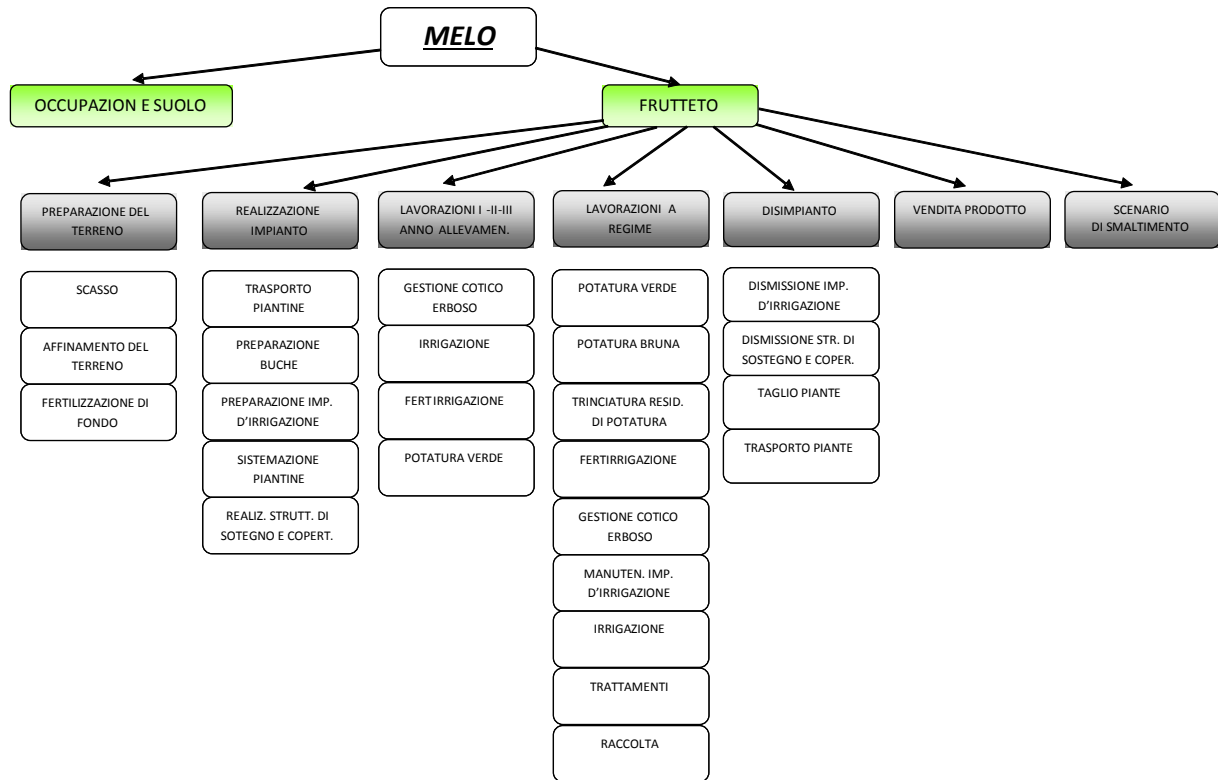 MELO
OCCUPAZION E SUOLO
FRUTTETO
PREPARAZIONE DEL
TERRENO
REALIZZAZIONE
IMPIANTO
LAVORAZIONI I -II-III
ANNO ALLEVAMEN.
LAVORAZIONI A
REGIME
DISIMPIANTO
VENDITA PRODOTTO
SCENARIO
DI SMALTIMENTO
SCASSO
AFFINAMENTO DEL
TERRENO
FERTILIZZAZIONE DI
FONDO
TRASPORTO
PIANTINE
PREPARAZIONE
BUCHE
PREPARAZIONE IMP.
D’IRRIGAZIONE
SISTEMAZIONE
PIANTINE
REALIZ. STRUTT. DI
SOTEGNO E COPERT.
GESTIONE COTICO
ERBOSO
IRRIGAZIONE
FERT IRRIGAZIONE
POTATURA VERDE
POTATURA VERDE
POTATURA BRUNA
TRINCIATURA RESID.
DI POTATURA
FERTIRRIGAZIONE
GESTIONE COTICO
ERBOSO
MANUTEN. IMP.
D’IRRIGAZIONE
IRRIGAZIONE
TRATTAMENTI
RACCOLTA
DISMISSIONE IMP.
D’IRRIGAZIONE
DISMISSIONE STR. DI
SOSTEGNO E COPER.
TAGLIO PIANTE
TRASPORTO PIANTE